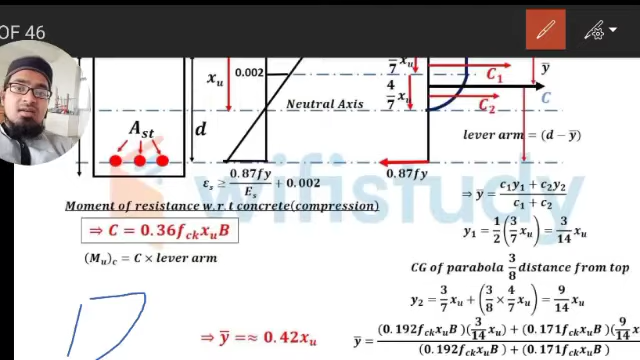 OF 46
3/7 x_u
C_1
ȳ
x_u
0.002
C
4/7 x_u
C_2
Neutral Axis
A_st
d
lever arm = (d − ȳ)
ε_s ≥ 0.87fy/E_s + 0.002
0.87fy
wifistudy
⇒ ȳ = (c_1y_1 + c_2y_2)/(c_1 + c_2)
Moment of resistance w.r.t concrete(compression)
⇒ C = 0.36f_ck x_u B
y_1 = 1/2 (3/7 x_u) = 3/14 x_u
(M_u)_c = C × lever arm
CG of parabola 3/8 distance from top
y_2 = 3/7 x_u + (3/8 × 4/7 x_u) = 9/14 x_u
⇒ ȳ =≈ 0.42x_u
ȳ = ((0.192f_ck x_u B)(3/14 x_u) + (0.171f_ck x_u B)(9/14 x
(0.192f_ck x_u B) + (0.171f_ck x_u B)